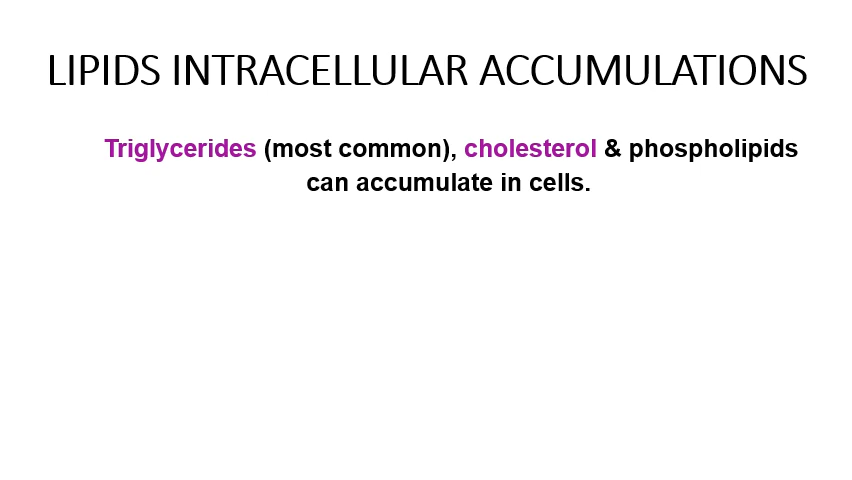 LIPIDS INTRACELLULAR ACCUMULATIONS
Triglycerides (most common), cholesterol & phospholipids
can accumulate in cells.